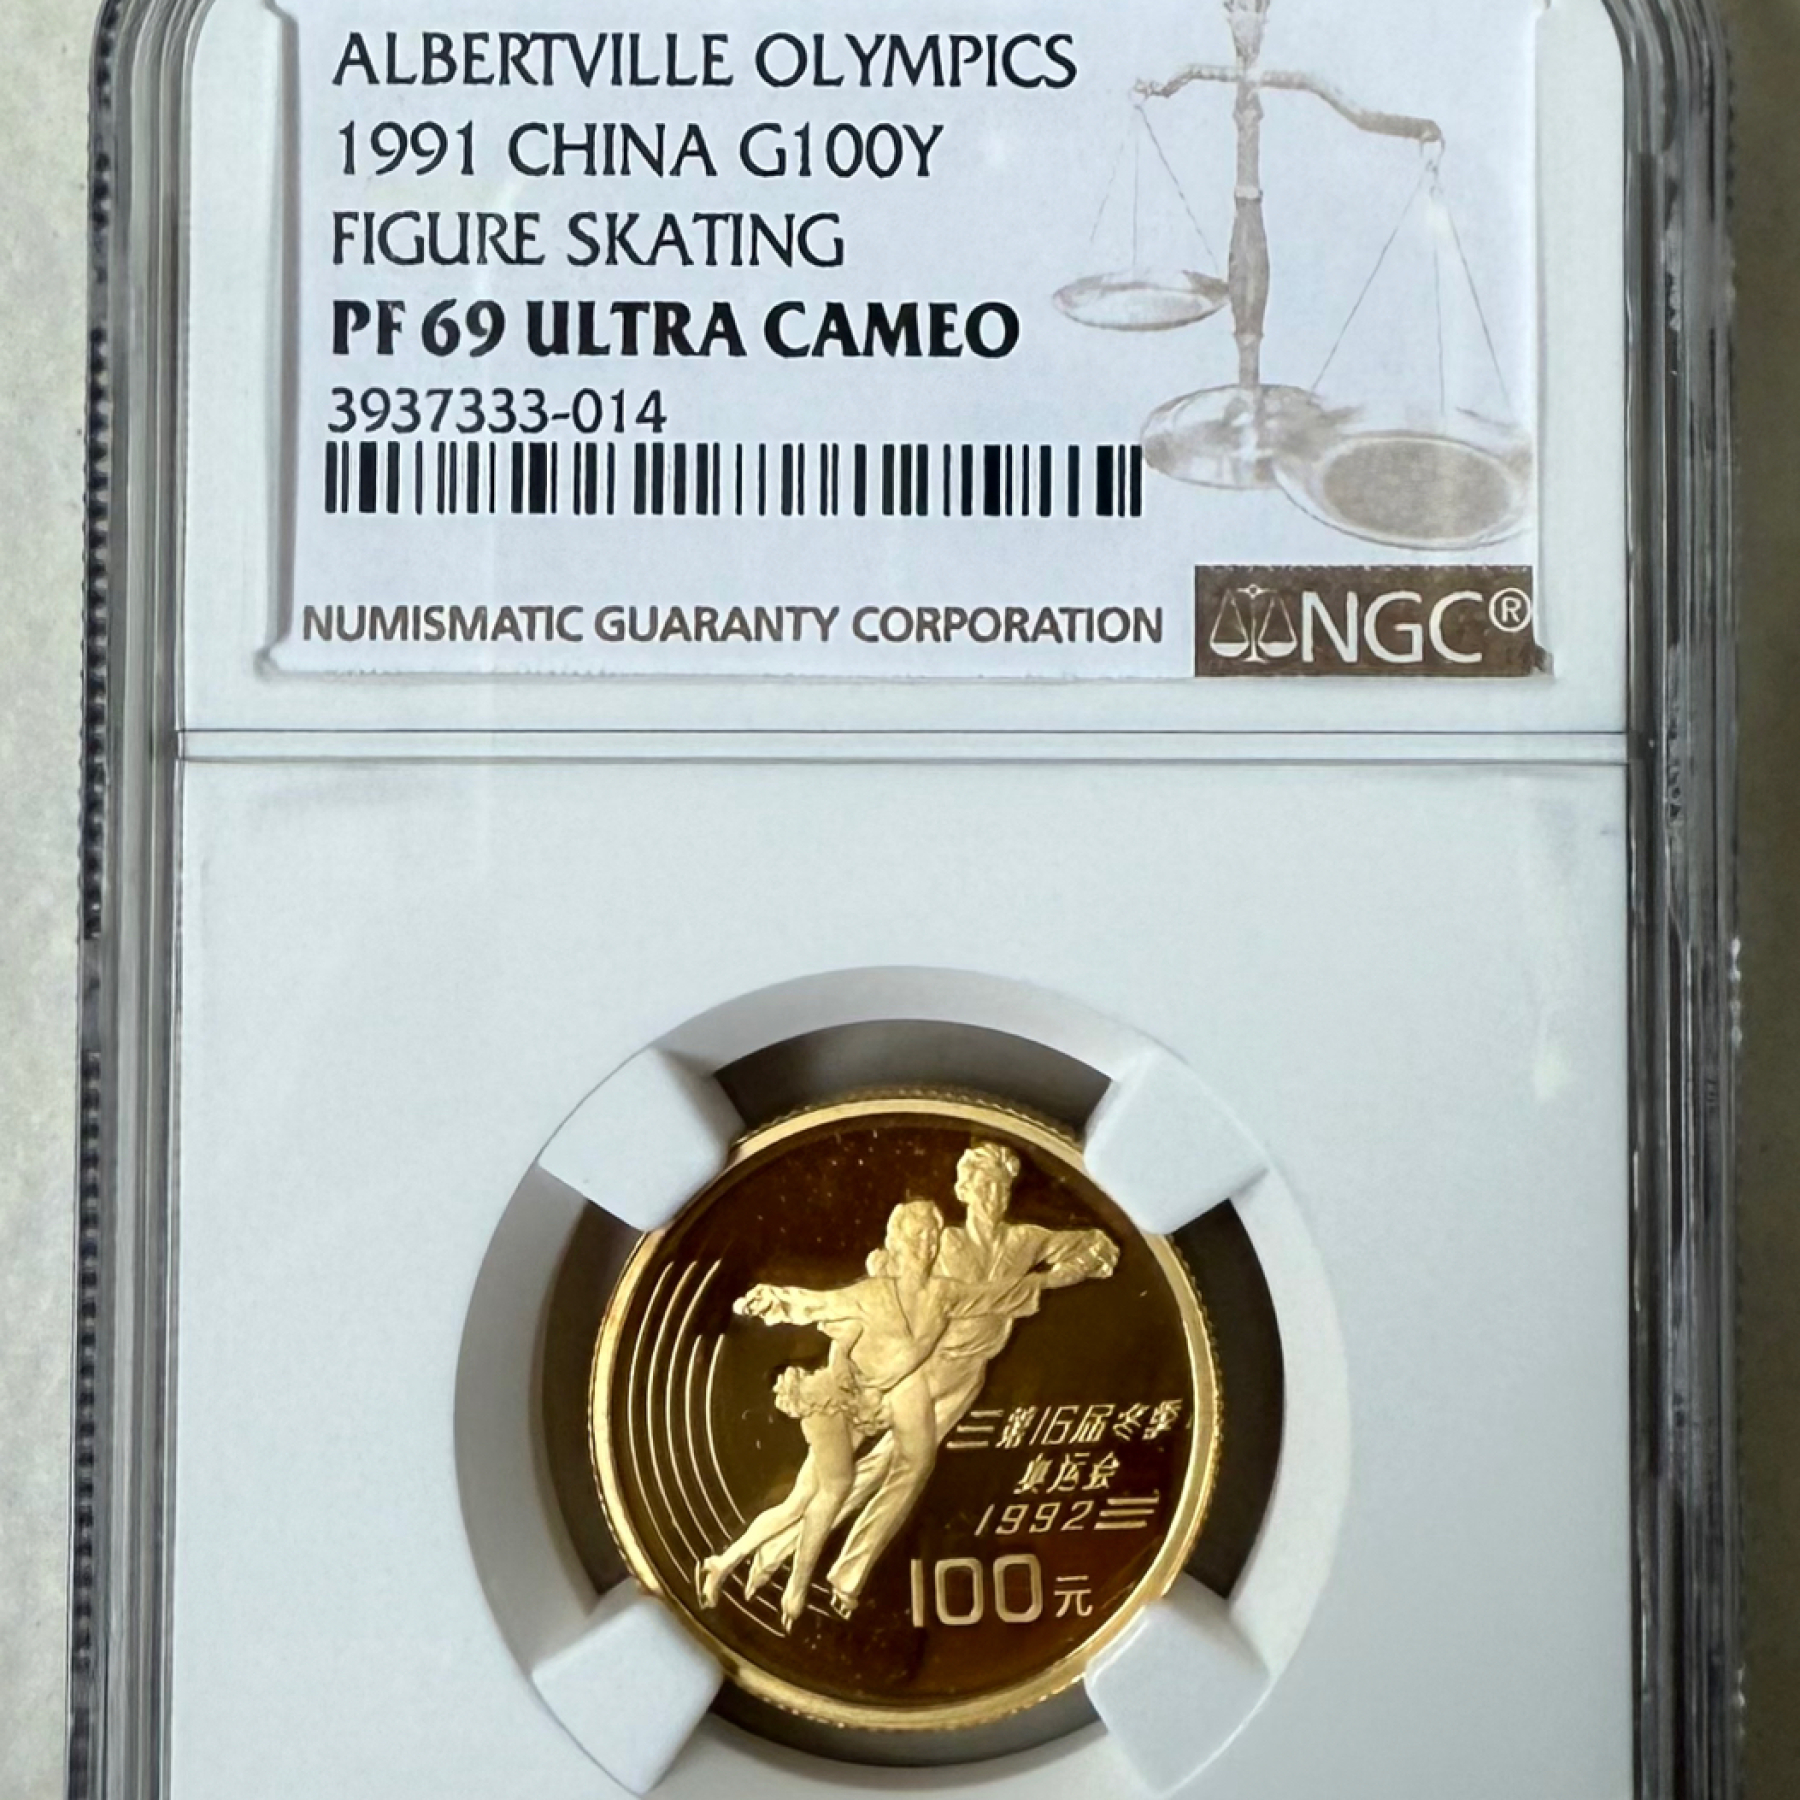 ALBERTVILLE OLYMPICS
1991 CHINA G100Y
FIGURE SKATING
PF 69 ULTRA CAMEO
3937333-014
NUMISMATIC GUARANTY CORPORATION NGC®
第16届冬季
奥运会
1992
100元